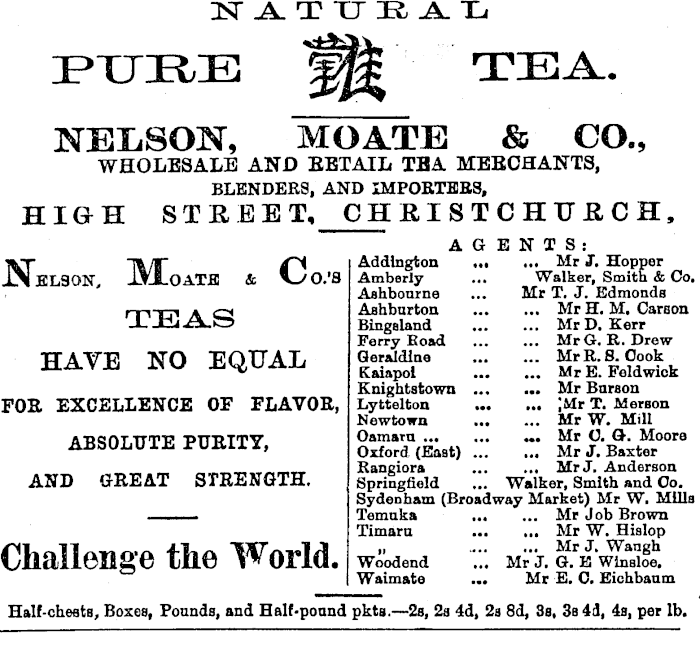 NATURAL
PURE 難 TEA.
NELSON, MOATE & CO.,
WHOLESALE AND RETAIL TEA MERCHANTS,
BLENDERS, AND IMPORTERS,
HIGH STREET, CHRISTCHURCH,
NELSON, MOATE & CO.'S
TEAS
HAVE NO EQUAL
FOR EXCELLENCE OF FLAVOR,
ABSOLUTE PURITY,
AND GREAT STRENGTH.
Challenge the World.
AGENTS:
Addington ... ... Mr J. Hopper
Amberly ... Walker, Smith & Co.
Ashbourne ... Mr T. J. Edmonds
Ashburton ... ... Mr H. M. Carson
Bingsland ... ... Mr D. Kerr
Ferry Road ... ... Mr G. R. Drew
Geraldine ... ... Mr R. S. Cook
Kaiapoi ... ... Mr E. Feldwick
Knightstown ... ... Mr Burson
Lyttelton ... ... Mr T. Merson
Newtown ... ... Mr W. Mill
Oamaru ... ... ... Mr C. G. Moore
Oxford (East) ... ... Mr J. Baxter
Rangiora ... ... Mr J. Anderson
Springfield ... Walker, Smith and Co.
Sydenham (Broadway Market) Mr W. Mills
Temuka ... ... Mr Job Brown
Timaru ... ... Mr W. Hislop
„ ... ... Mr J. Waugh
Woodend ... Mr J. G. E Winsloe.
Waimate ... Mr E. C. Eichbaum
Half-chests, Boxes, Pounds, and Half-pound pkts.—2s, 2s 4d, 2s 8d, 3s, 3s 4d, 4s, per lb.